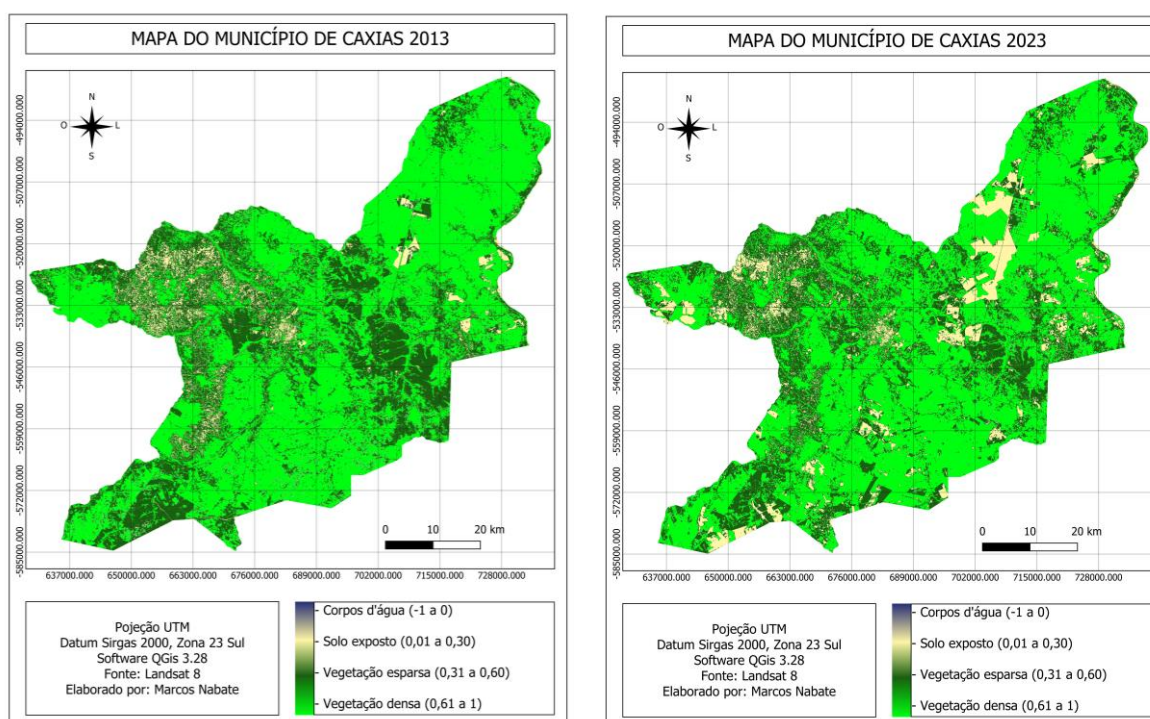 MAPA DO MUNICÍPIO DE CAXIAS 2013
N
O
L
S
-494000.000
-507000.000
-520000.000
-533000.000
-546000.000
-559000.000
-572000.000
-585000.000
0 10 20 km
637000.000 650000.000 663000.000 676000.000 689000.000 702000.000 715000.000 728000.000
Pojeção UTM
Datum Sirgas 2000, Zona 23 Sul
Software QGis 3.28
Fonte: Landsat 8
Elaborado por: Marcos Nabate
Corpos d'água (-1 a 0)
Solo exposto (0,01 a 0,30)
Vegetação esparsa (0,31 a 0,60)
Vegetação densa (0,61 a 1)
MAPA DO MUNICÍPIO DE CAXIAS 2023
N
O
L
S
-494000.000
-507000.000
-520000.000
-533000.000
-546000.000
-559000.000
-572000.000
-585000.000
0 10 20 km
637000.000 650000.000 663000.000 676000.000 689000.000 702000.000 715000.000 728000.000
Pojeção UTM
Datum Sirgas 2000, Zona 23 Sul
Software QGis 3.28
Fonte: Landsat 8
Elaborado por: Marcos Nabate
Corpos d'água (-1 a 0)
Solo exposto (0,01 a 0,30)
Vegetação esparsa (0,31 a 0,60)
Vegetação densa (0,61 a 1)